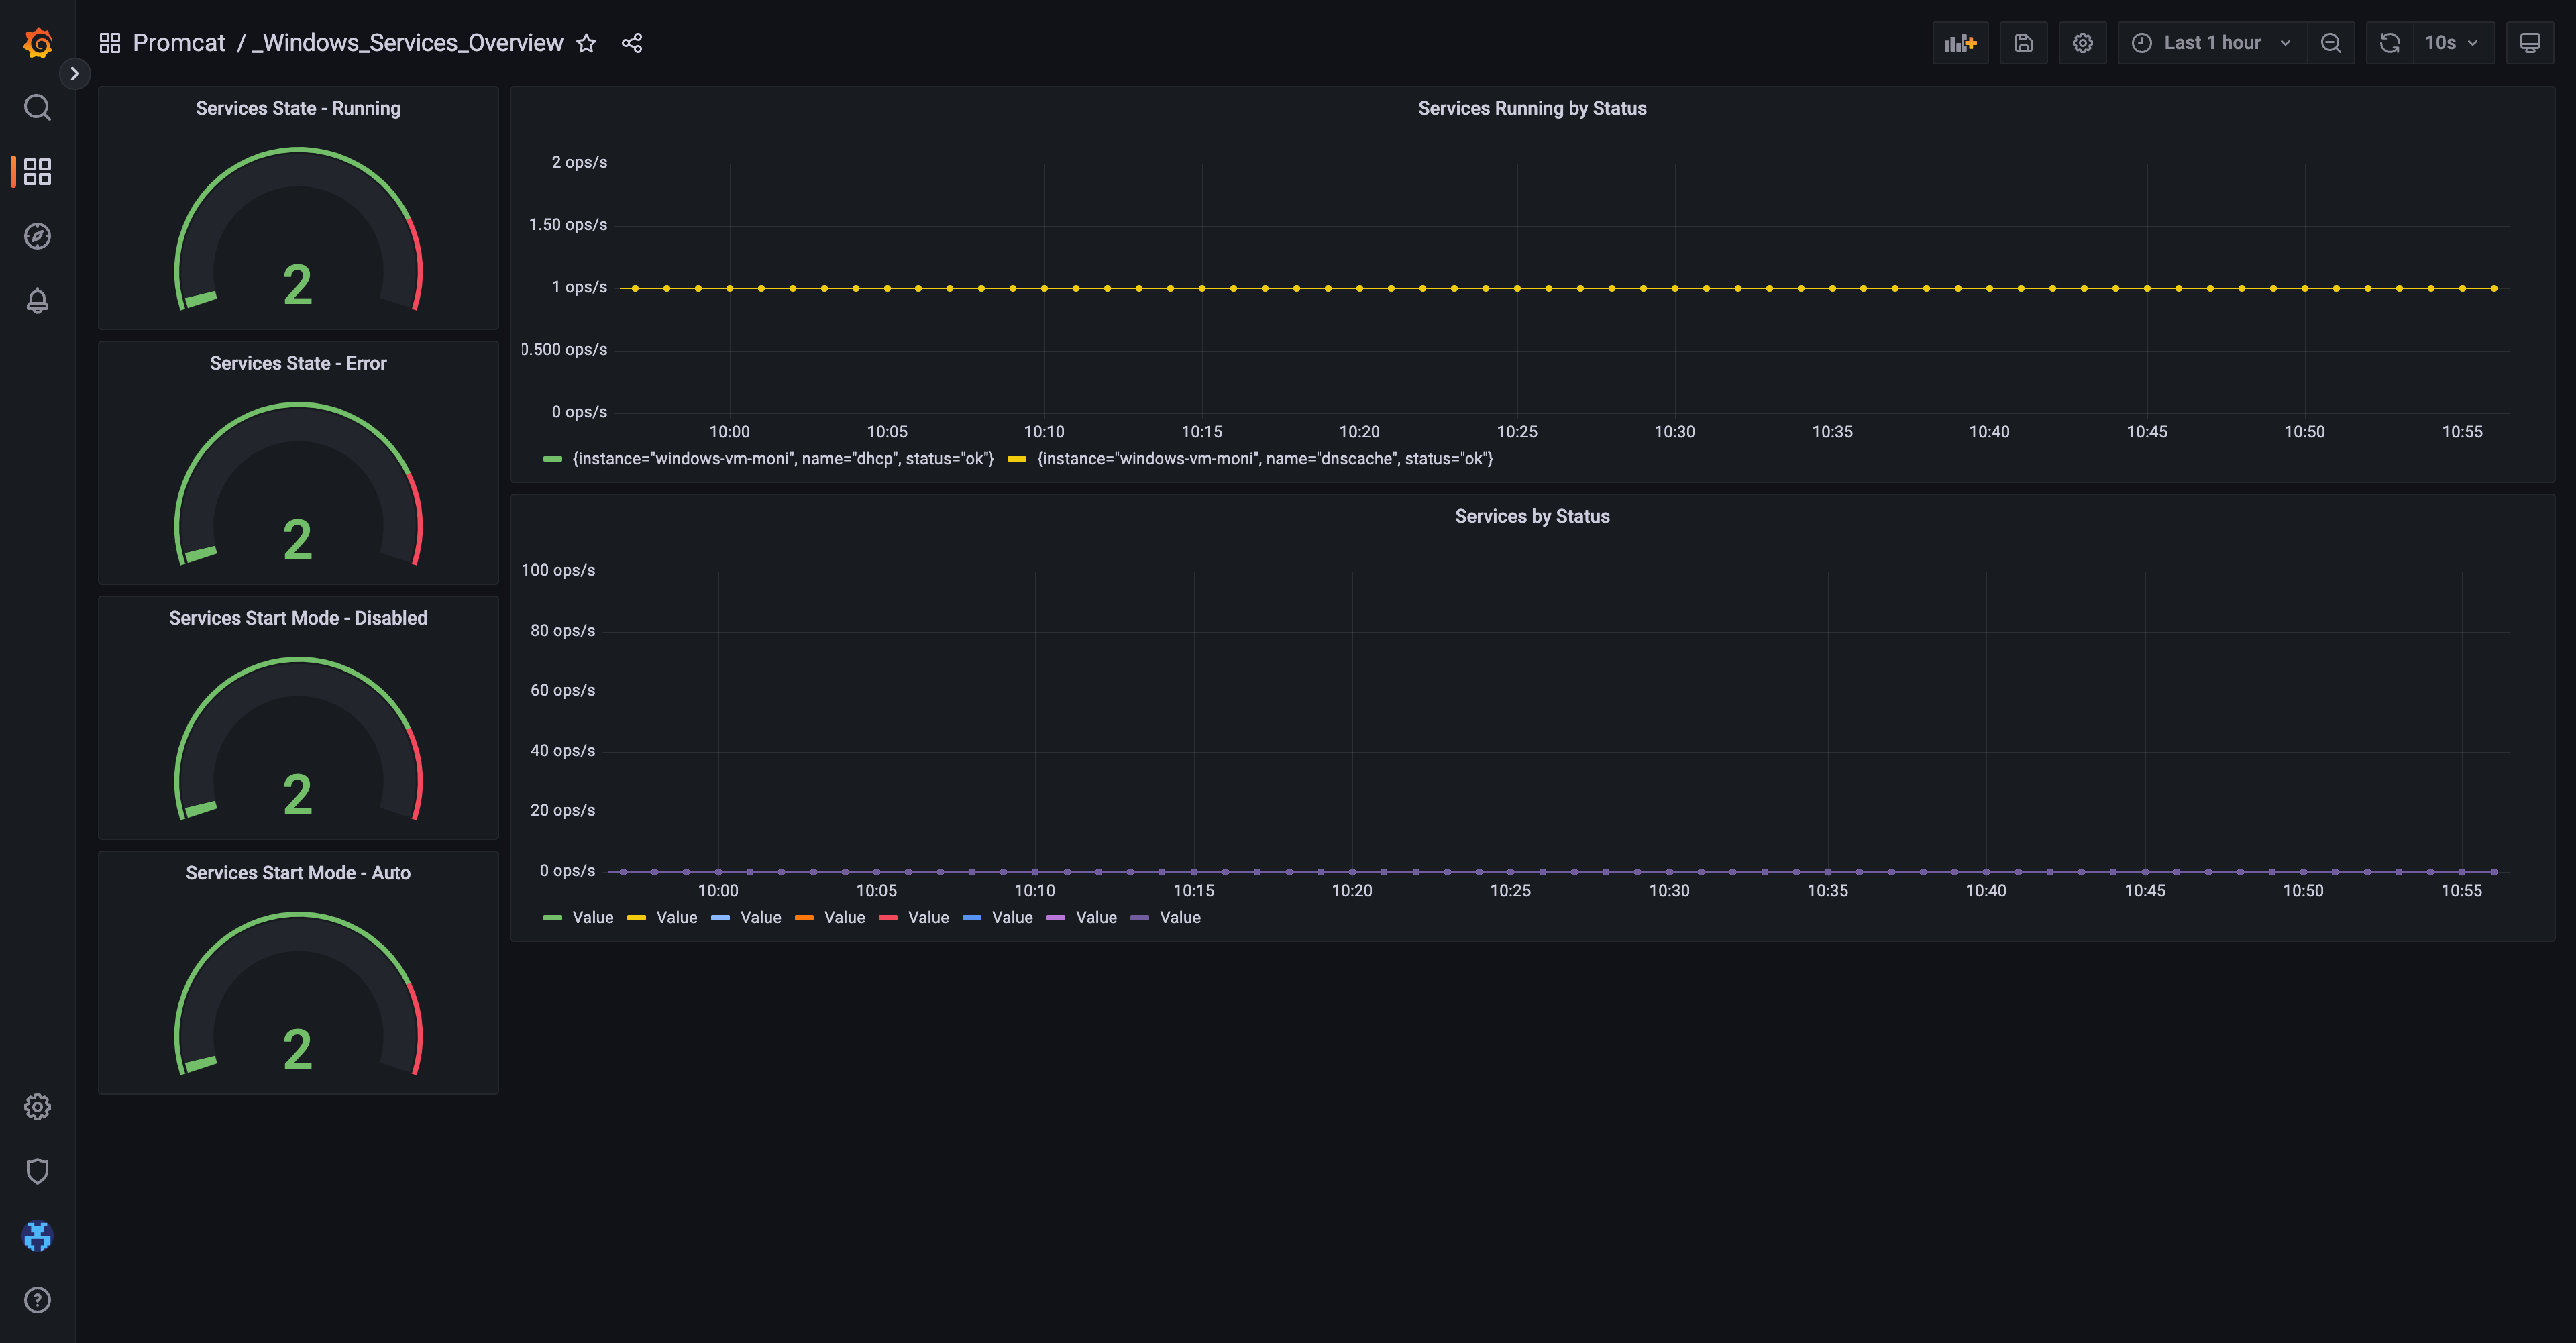 Promcat / _Windows_Services_Overview
Last 1 hour
10s
Services State - Running
2
Services State - Error
2
Services Start Mode - Disabled
2
Services Start Mode - Auto
2
Services Running by Status
2 ops/s
1.50 ops/s
1 ops/s
0.500 ops/s
0 ops/s
10:00 10:05 10:10 10:15 10:20 10:25 10:30 10:35 10:40 10:45 10:50 10:55
{instance="windows-vm-moni", name="dhcp", status="ok"} {instance="windows-vm-moni", name="dnscache", status="ok"}
Services by Status
100 ops/s
80 ops/s
60 ops/s
40 ops/s
20 ops/s
0 ops/s
10:00 10:05 10:10 10:15 10:20 10:25 10:30 10:35 10:40 10:45 10:50 10:55
Value Value Value Value Value Value Value Value